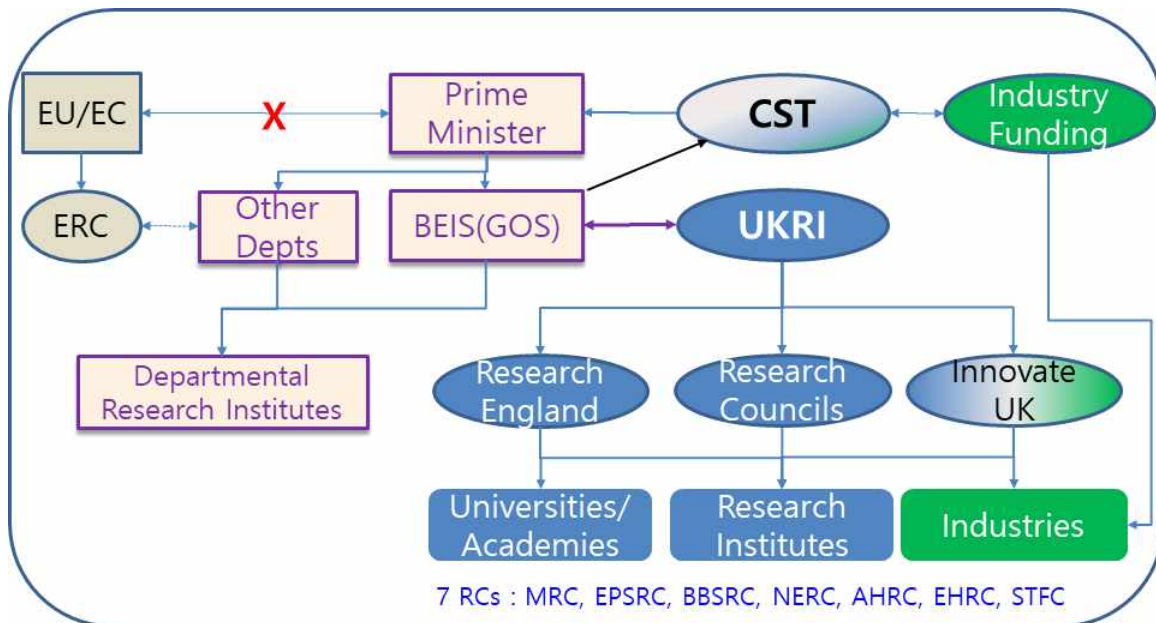 EU/EC
X
Prime
Minister
CST
Industry
Funding
ERC
Other
Depts
BEIS(GOS)
UKRI
Departmental
Research Institutes
Research
England
Research
Councils
Innovate
UK
Universities/
Academies
Research
Institutes
Industries
7 RCs : MRC, EPSRC, BBSRC, NERC, AHRC, EHRC, STFC